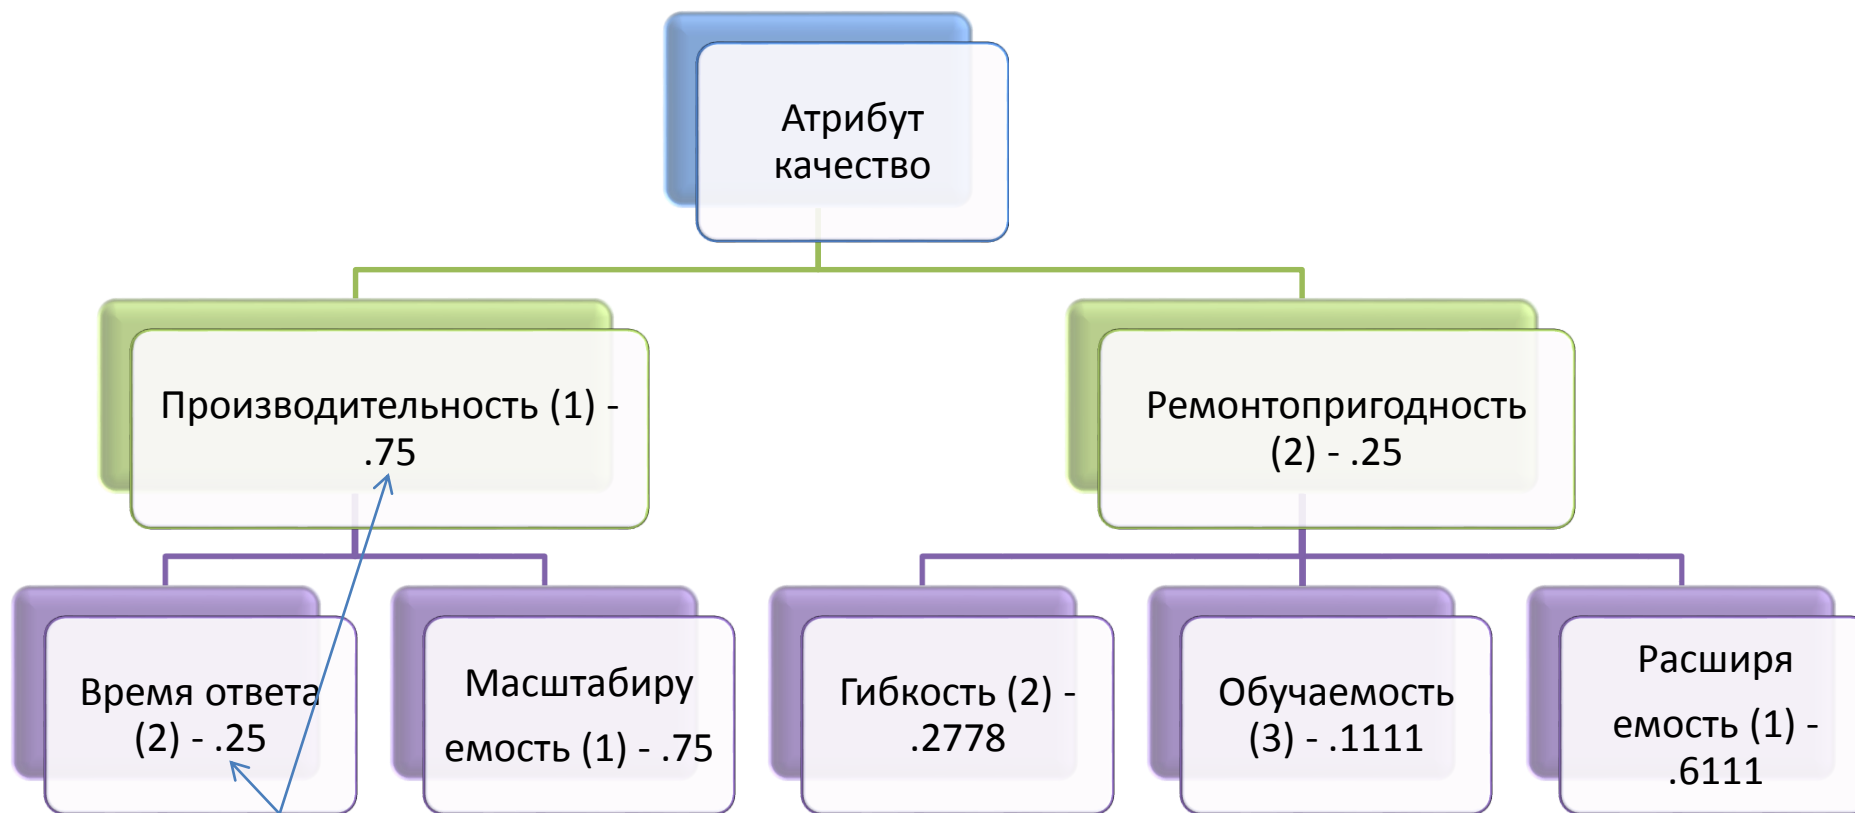 Атрибут
качество
Производительность (1) -
.75
Ремонтопригодность
(2) - .25
Время ответа
(2) - .25
Масштабиру
емость (1) - .75
Гибкость (2) -
.2778
Обучаемость
(3) - .1111
Расширя
емость (1) -
.6111